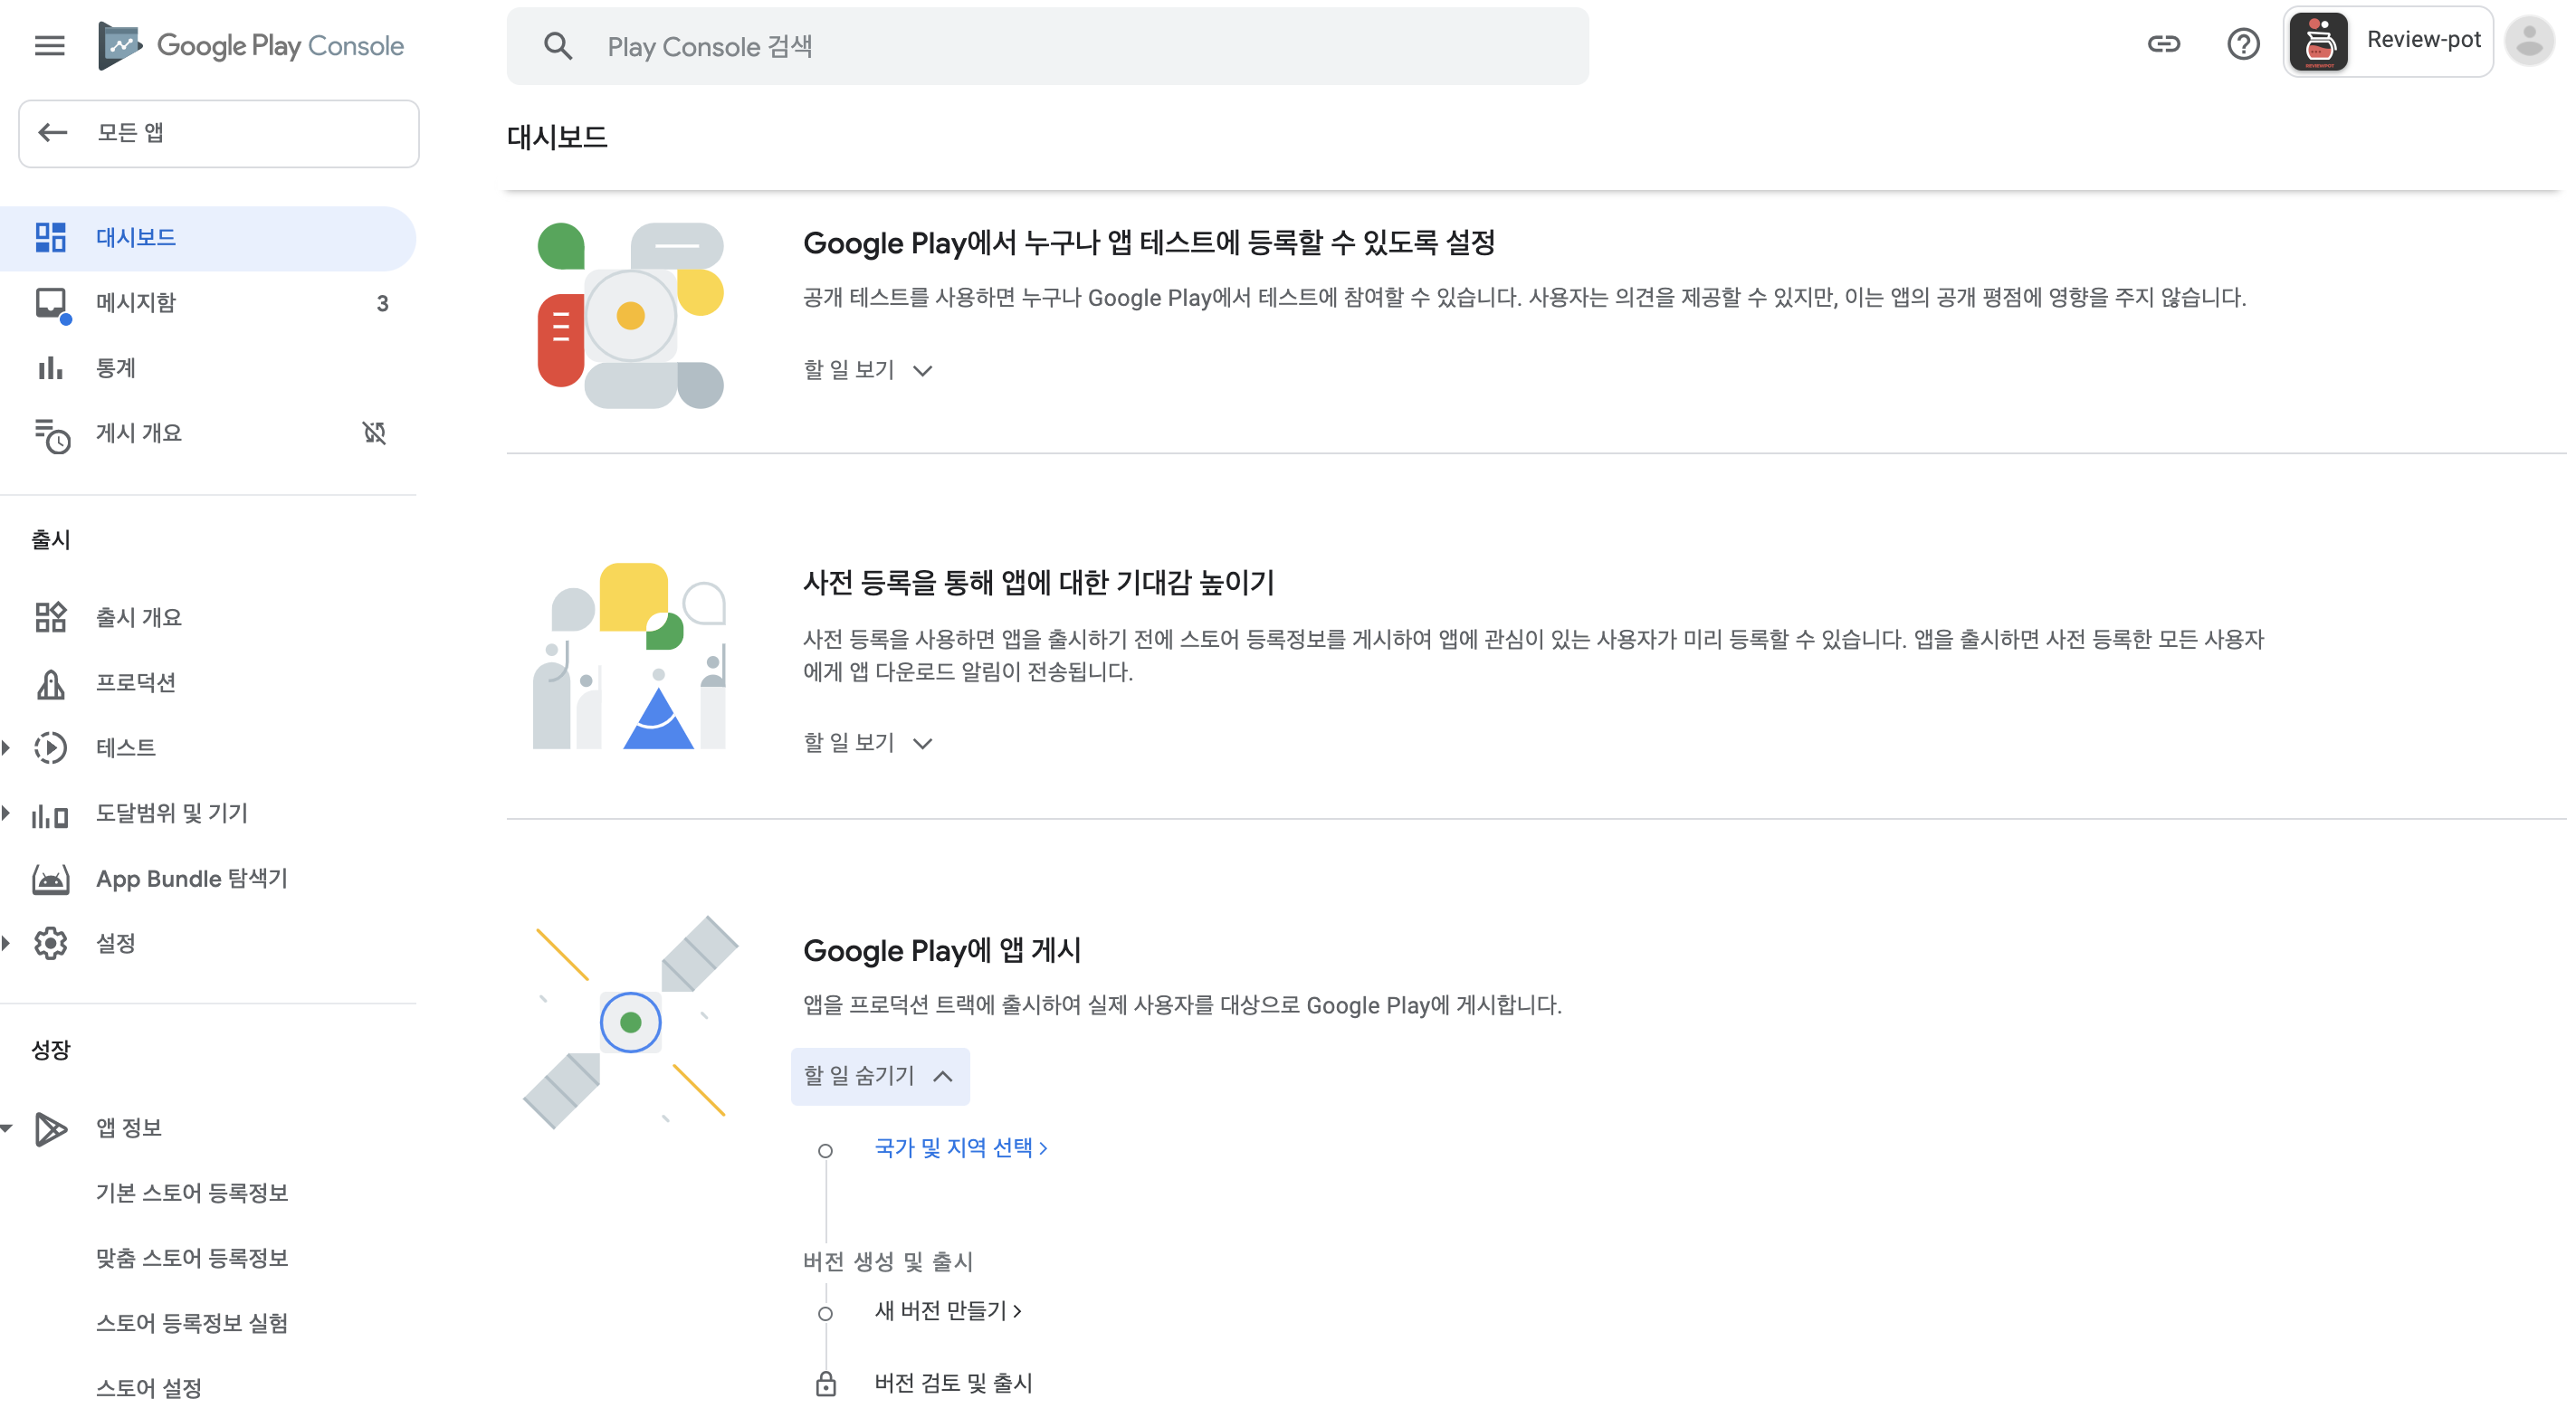 Google Play Console
Play Console 검색
Review-pot
REVIEWPOT
모든 앱
대시보드
메시지함 3
통계
게시 개요
출시
출시 개요
프로덕션
테스트
도달범위 및 기기
App Bundle 탐색기
설정
성장
앱 정보
기본 스토어 등록정보
맞춤 스토어 등록정보
스토어 등록정보 실험
스토어 설정
대시보드
Google Play에서 누구나 앱 테스트에 등록할 수 있도록 설정
공개 테스트를 사용하면 누구나 Google Play에서 테스트에 참여할 수 있습니다. 사용자는 의견을 제공할 수 있지만, 이는 앱의 공개 평점에 영향을 주지 않습니다.
할 일 보기
사전 등록을 통해 앱에 대한 기대감 높이기
사전 등록을 사용하면 앱을 출시하기 전에 스토어 등록정보를 게시하여 앱에 관심이 있는 사용자가 미리 등록할 수 있습니다. 앱을 출시하면 사전 등록한 모든 사용자
에게 앱 다운로드 알림이 전송됩니다.
할 일 보기
Google Play에 앱 게시
앱을 프로덕션 트랙에 출시하여 실제 사용자를 대상으로 Google Play에 게시합니다.
할 일 숨기기
국가 및 지역 선택
버전 생성 및 출시
새 버전 만들기
버전 검토 및 출시